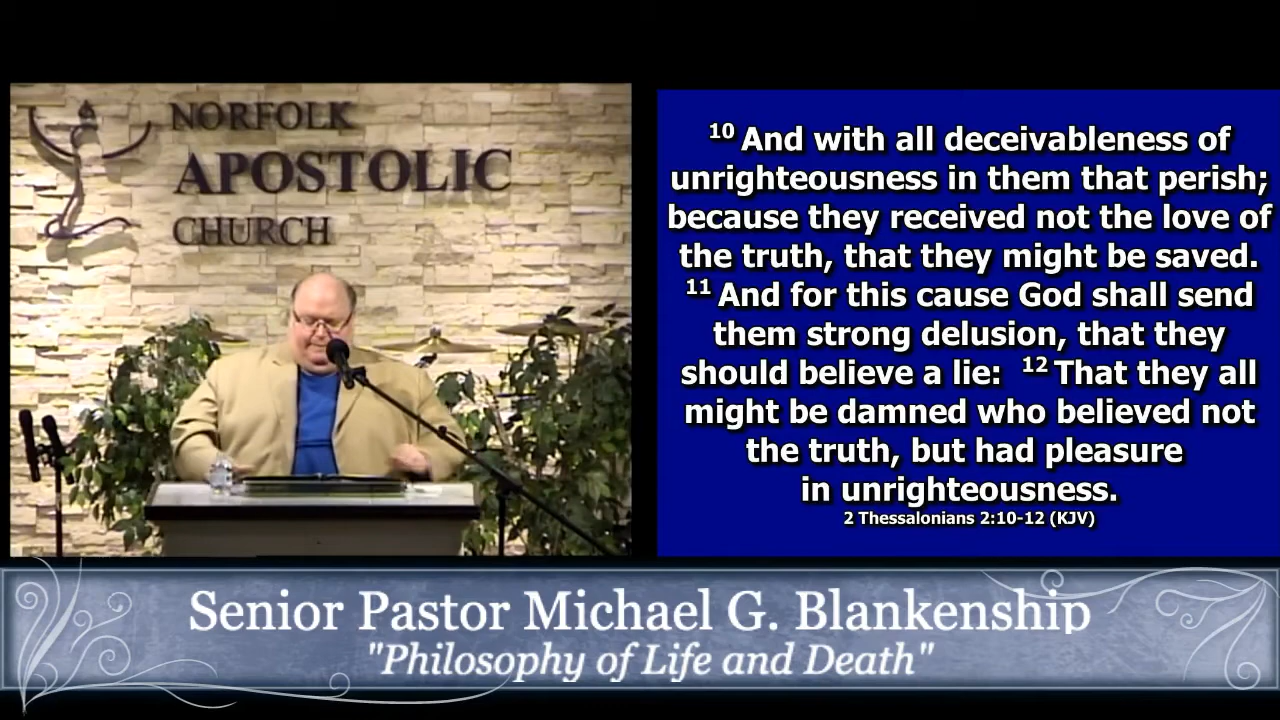 NORFOLK
APOSTOLIC
CHURCH
10 And with all deceivableness of
unrighteousness in them that perish;
because they received not the love of
the truth, that they might be saved.
11 And for this cause God shall send
them strong delusion, that they
should believe a lie: 12 That they all
might be damned who believed not
the truth, but had pleasure
in unrighteousness.
2 Thessalonians 2:10-12 (KJV)
Senior Pastor Michael G. Blankenship
"Philosophy of Life and Death"